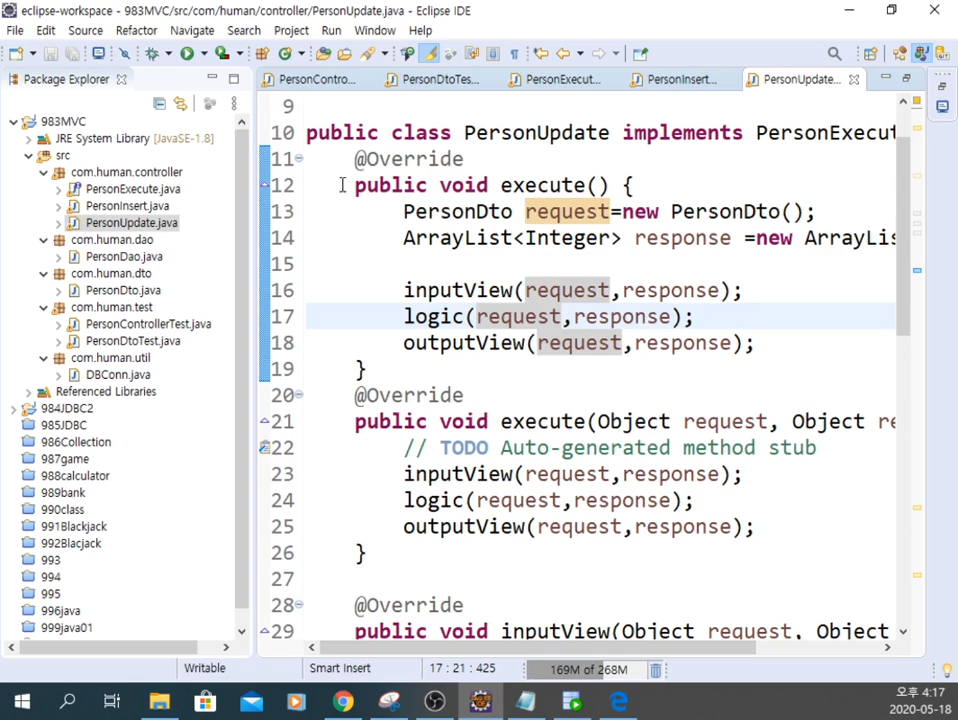 eclipse-workspace - 983MVC/src/com/human/controller/PersonUpdate.java - Eclipse IDE
File Edit Source Refactor Navigate Search Project Run Window Help
Package Explorer
PersonContro...
PersonDtoTes...
PersonExecut...
PersonInsert...
PersonUpdate...
983MVC
JRE System Library [JavaSE-1.8]
src
com.human.controller
PersonExecute.java
PersonInsert.java
PersonUpdate.java
com.human.dao
PersonDao.java
com.human.dto
PersonDto.java
com.human.test
PersonControllerTest.java
PersonDtoTest.java
com.human.util
DBConn.java
Referenced Libraries
984JDBC2
985JDBC
986Collection
987game
988calculator
989bank
990class
991Blackjack
992Blacjack
993
994
995
996java
999java01
9
10 public class PersonUpdate implements PersonExecut
11 @Override
12 public void execute() {
13 PersonDto request=new PersonDto();
14 ArrayList<Integer> response =new ArrayLis
15
16 inputView(request,response);
17 logic(request,response);
18 outputView(request,response);
19 }
20 @Override
21 public void execute(Object request, Object re
22 // TODO Auto-generated method stub
23 inputView(request,response);
24 logic(request,response);
25 outputView(request,response);
26 }
27
28 @Override
29 public void inputView(Object request, Object
Writable
Smart Insert
17 : 21 : 425
169M of 268M
오후 4:17
2020-05-18